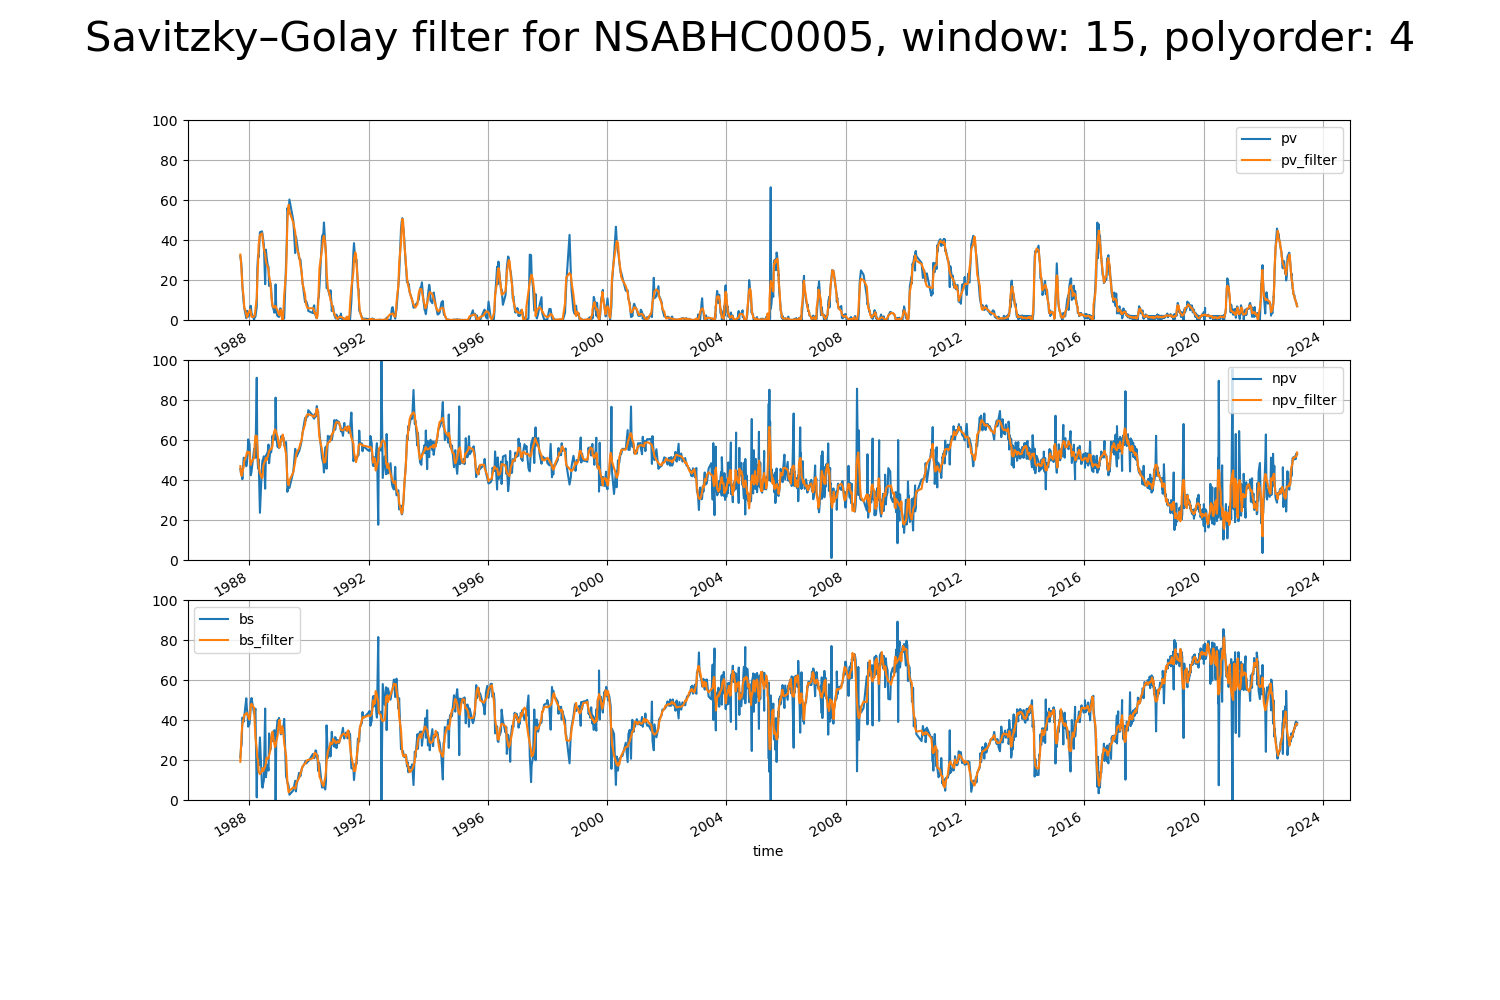 Savitzky–Golay filter for NSABHC0005, window: 15, polyorder: 4
100
80
60
40
20
0
pv
pv_filter
1988 1992 1996 2000 2004 2008 2012 2016 2020 2024
100
80
60
40
20
0
npv
npv_filter
1988 1992 1996 2000 2004 2008 2012 2016 2020 2024
100
80
60
40
20
0
bs
bs_filter
1988 1992 1996 2000 2004 2008 2012 2016 2020 2024
time